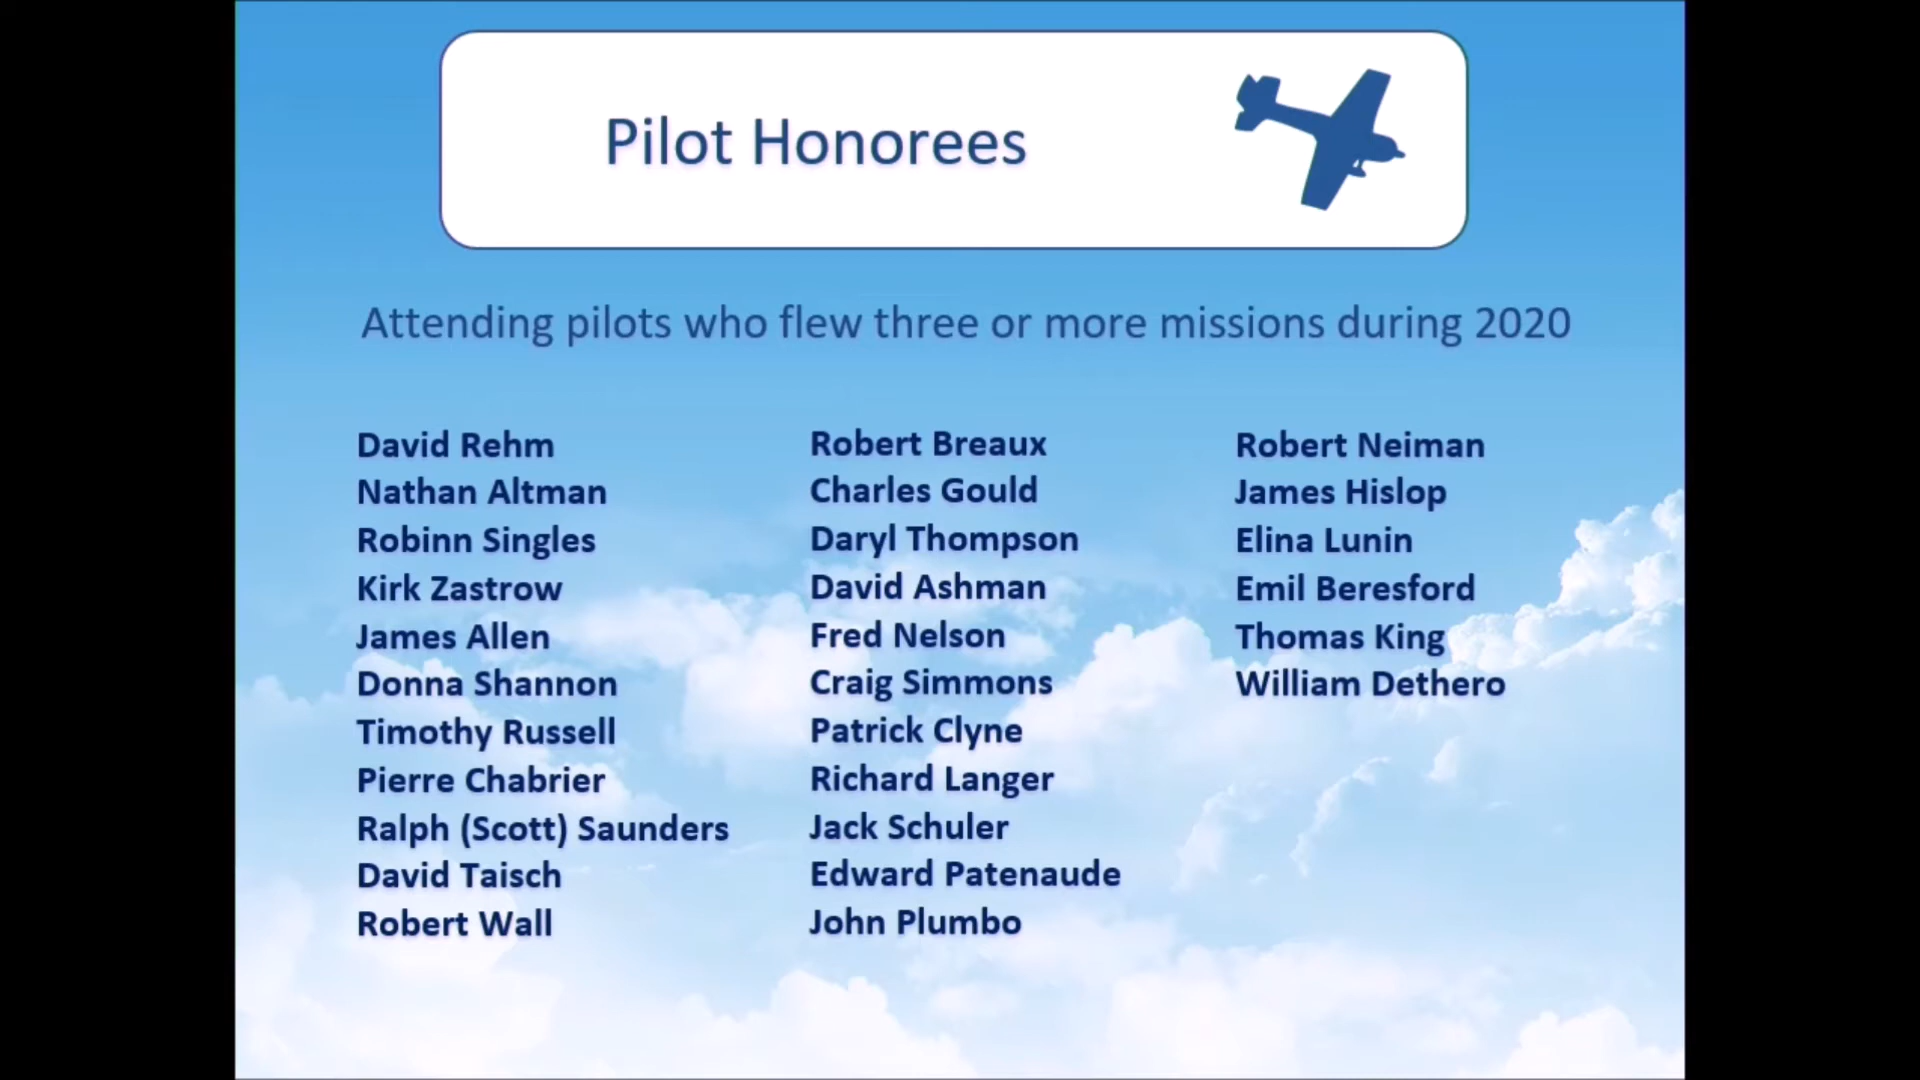 Pilot Honorees
Attending pilots who flew three or more missions during 2020
David Rehm
Nathan Altman
Robinn Singles
Kirk Zastrow
James Allen
Donna Shannon
Timothy Russell
Pierre Chabrier
Ralph (Scott) Saunders
David Taisch
Robert Wall
Robert Breaux
Charles Gould
Daryl Thompson
David Ashman
Fred Nelson
Craig Simmons
Patrick Clyne
Richard Langer
Jack Schuler
Edward Patenaude
John Plumbo
Robert Neiman
James Hislop
Elina Lunin
Emil Beresford
Thomas King
William Dethero